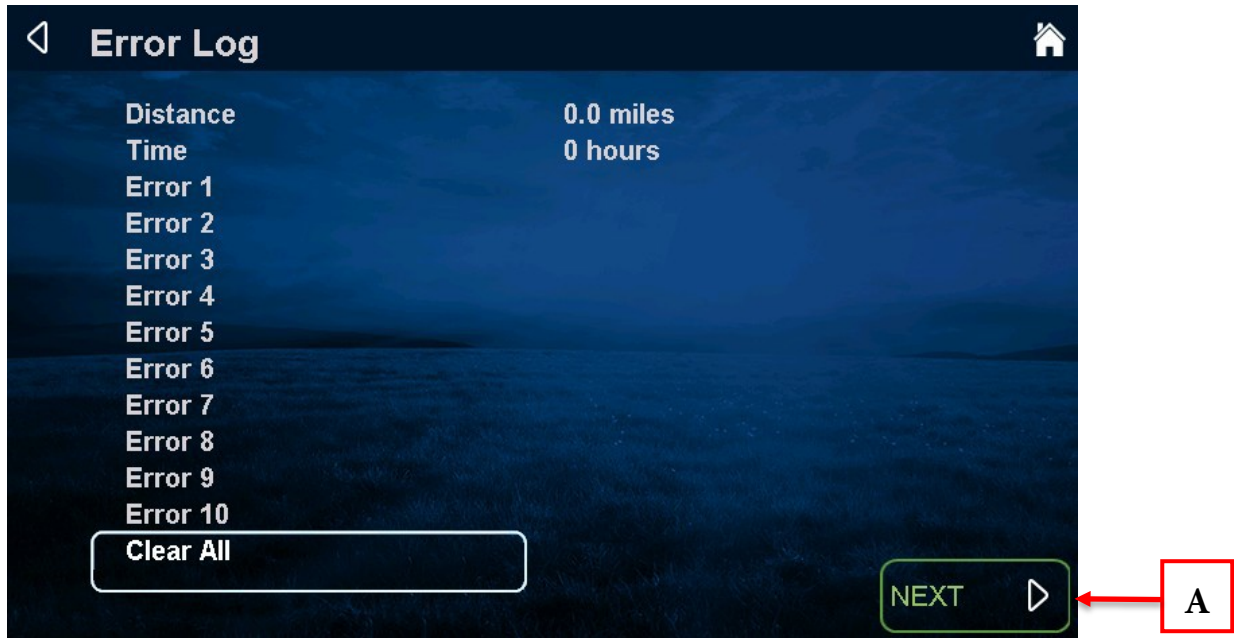 Error Log
Distance 0.0 miles
Time 0 hours
Error 1
Error 2
Error 3
Error 4
Error 5
Error 6
Error 7
Error 8
Error 9
Error 10
Clear All
NEXT
A